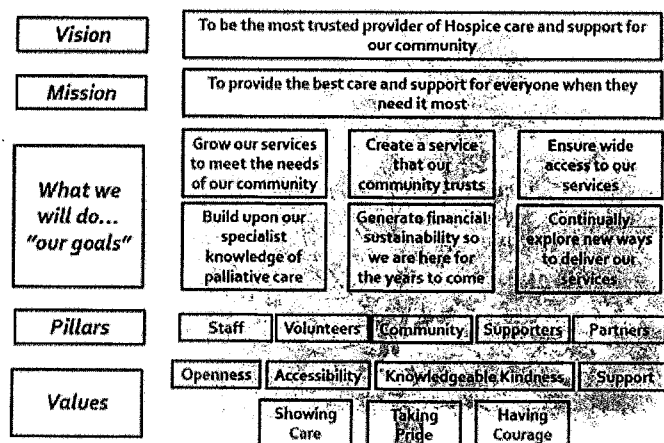 Vision
To be the most trusted provider of Hospice care and support for
our community
Mission
To provide the best care and support for everyone when they
need it most
What we
will do...
"our goals"
Grow our services
to meet the needs
of our community
Create a service
that our
community trusts
Ensure wide
access to our
services
Build upon our
specialist
knowledge of
palliative care
Generate financial
sustainability so
we are here for
the years to come
Continually
explore new ways
to deliver our
services
Pillars
Staff
Volunteers
Community
Supporters
Partners
Values
Openness
Accessibility
Knowledgeable Kindness
Support
Showing
Care
Taking
Pride
Having
Courage